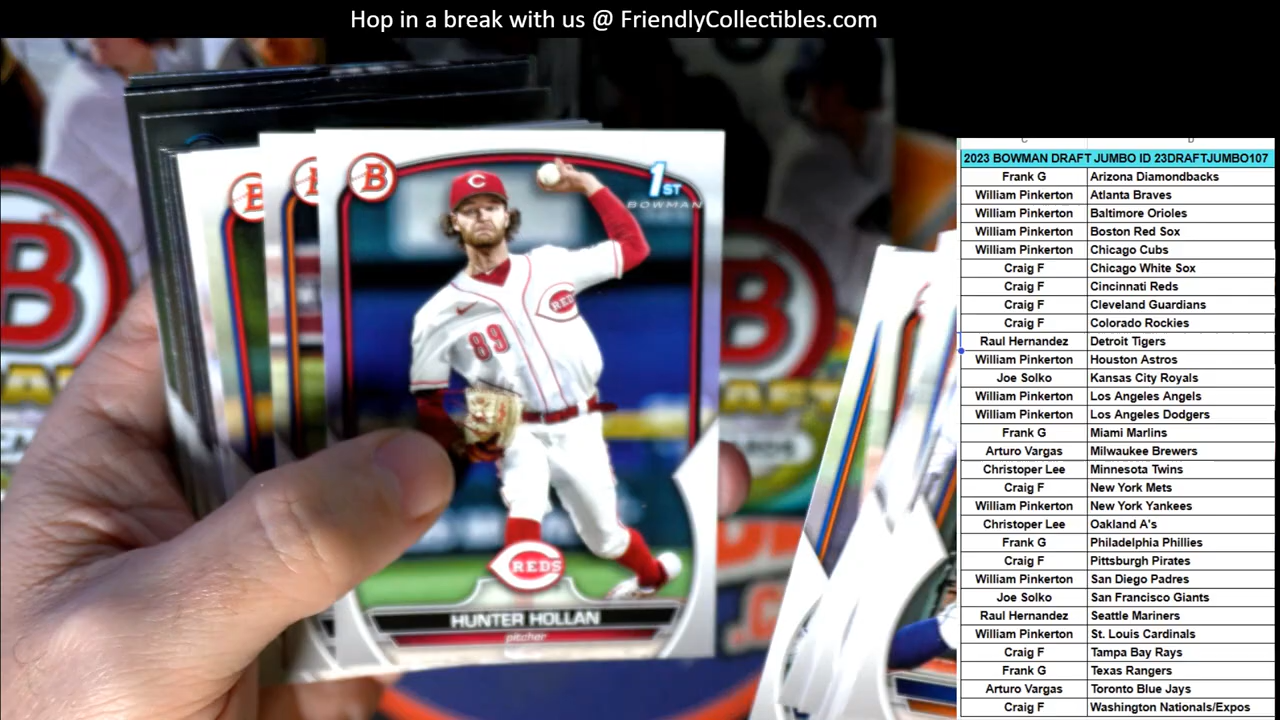 Hop in a break with us @ FriendlyCollectibles.com
B
1ST
BOWMAN
C
REDS
89
REDS
HUNTER HOLLAN
pitcher
B
2023 BOWMAN DRAFT JUMBO ID 23DRAFTJUMBO107
Frank G Arizona Diamondbacks
William Pinkerton Atlanta Braves
William Pinkerton Baltimore Orioles
William Pinkerton Boston Red Sox
William Pinkerton Chicago Cubs
Craig F Chicago White Sox
Craig F Cincinnati Reds
Craig F Cleveland Guardians
Craig F Colorado Rockies
Raul Hernandez Detroit Tigers
William Pinkerton Houston Astros
Joe Solko Kansas City Royals
William Pinkerton Los Angeles Angels
William Pinkerton Los Angeles Dodgers
Frank G Miami Marlins
Arturo Vargas Milwaukee Brewers
Christoper Lee Minnesota Twins
Craig F New York Mets
William Pinkerton New York Yankees
Christoper Lee Oakland A's
Frank G Philadelphia Phillies
Craig F Pittsburgh Pirates
William Pinkerton San Diego Padres
Joe Solko San Francisco Giants
Raul Hernandez Seattle Mariners
William Pinkerton St. Louis Cardinals
Craig F Tampa Bay Rays
Frank G Texas Rangers
Arturo Vargas Toronto Blue Jays
Craig F Washington Nationals/Expos